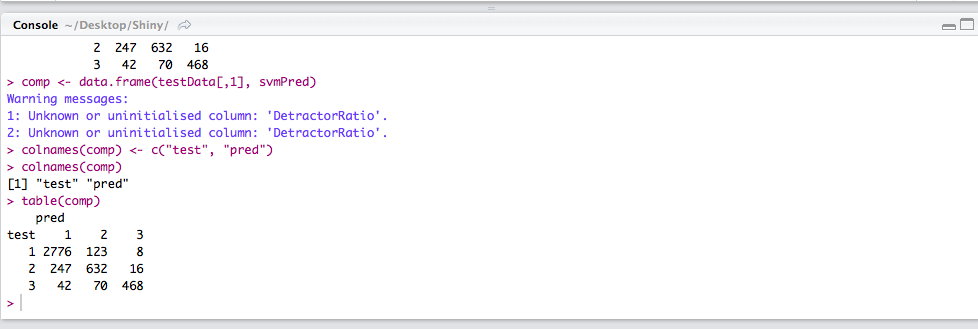 Console ~/Desktop/Shiny/
2 247 632 16
3 42 70 468
> comp <- data.frame(testData[,1], svmPred)
Warning messages:
1: Unknown or uninitialised column: 'DetractorRatio'.
2: Unknown or uninitialised column: 'DetractorRatio'.
> colnames(comp) <- c("test", "pred")
> colnames(comp)
[1] "test" "pred"
> table(comp)
pred
test 1 2 3
1 2776 123 8
2 247 632 16
3 42 70 468
>